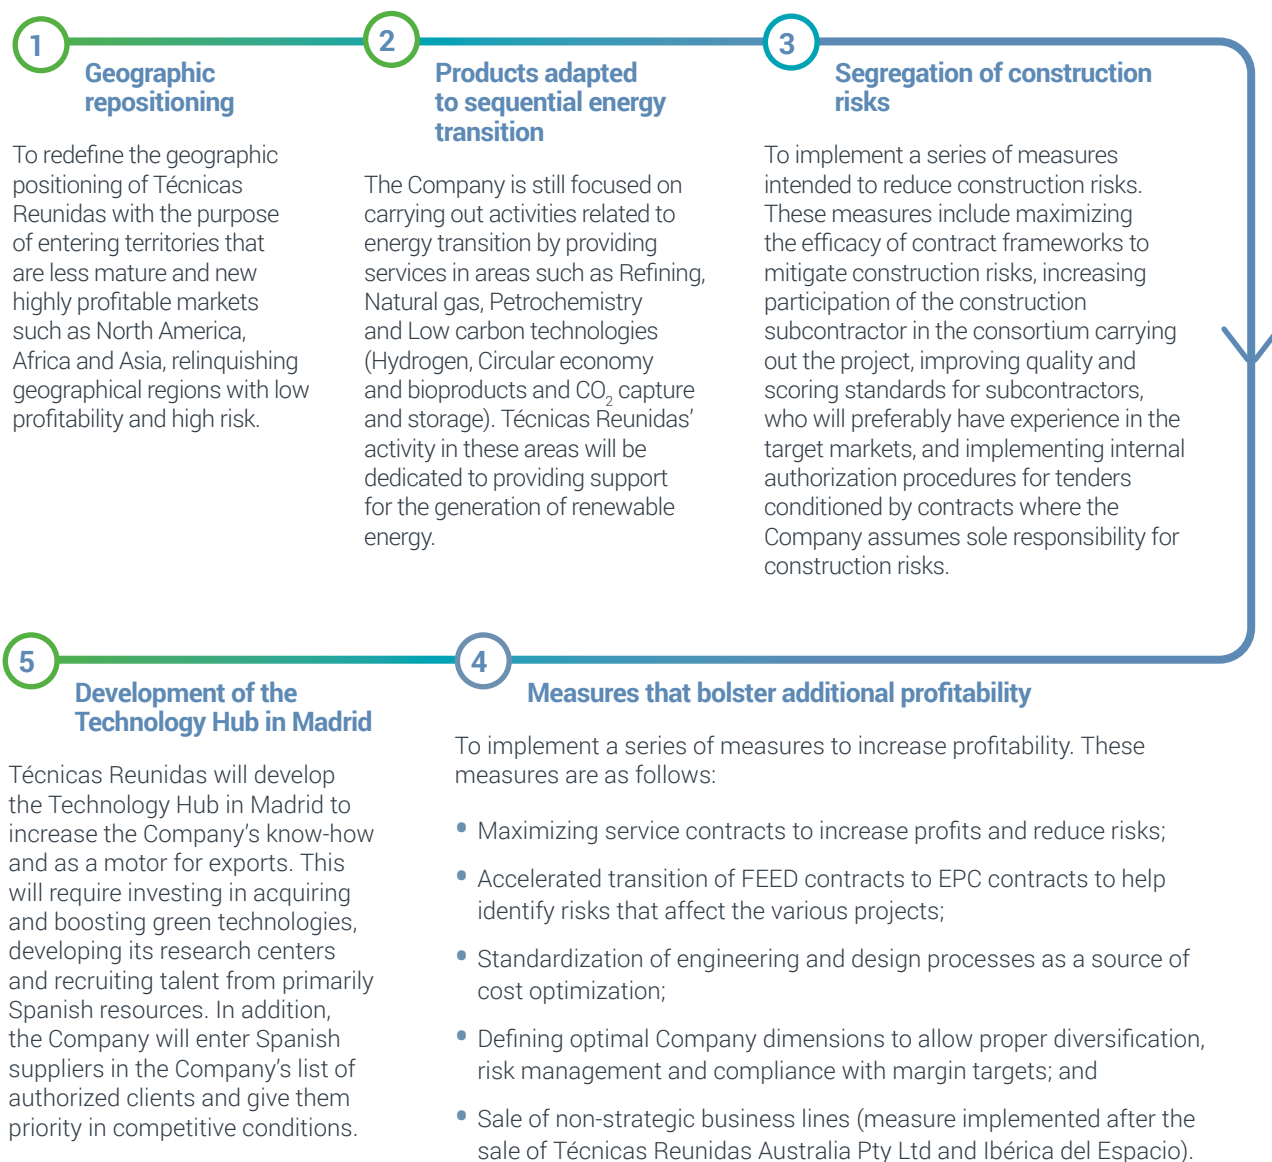 1
Geographic
repositioning
To redefine the geographic
positioning of Técnicas
Reunidas with the purpose
of entering territories that
are less mature and new
highly profitable markets
such as North America,
Africa and Asia, relinquishing
geographical regions with low
profitability and high risk.
2
Products adapted
to sequential energy
transition
The Company is still focused on
carrying out activities related to
energy transition by providing
services in areas such as Refining,
Natural gas, Petrochemistry
and Low carbon technologies
(Hydrogen, Circular economy
and bioproducts and CO₂ capture
and storage). Técnicas Reunidas’
activity in these areas will be
dedicated to providing support
for the generation of renewable
energy.
3
Segregation of construction
risks
To implement a series of measures
intended to reduce construction risks.
These measures include maximizing
the efficacy of contract frameworks to
mitigate construction risks, increasing
participation of the construction
subcontractor in the consortium carrying
out the project, improving quality and
scoring standards for subcontractors,
who will preferably have experience in the
target markets, and implementing internal
authorization procedures for tenders
conditioned by contracts where the
Company assumes sole responsibility for
construction risks.
4
Measures that bolster additional profitability
To implement a series of measures to increase profitability. These
measures are as follows:
• Maximizing service contracts to increase profits and reduce risks;
• Accelerated transition of FEED contracts to EPC contracts to help
identify risks that affect the various projects;
• Standardization of engineering and design processes as a source of
cost optimization;
• Defining optimal Company dimensions to allow proper diversification,
risk management and compliance with margin targets; and
• Sale of non-strategic business lines (measure implemented after the
sale of Técnicas Reunidas Australia Pty Ltd and Ibérica del Espacio).
5
Development of the
Technology Hub in Madrid
Técnicas Reunidas will develop
the Technology Hub in Madrid to
increase the Company’s know-how
and as a motor for exports. This
will require investing in acquiring
and boosting green technologies,
developing its research centers
and recruiting talent from primarily
Spanish resources. In addition,
the Company will enter Spanish
suppliers in the Company’s list of
authorized clients and give them
priority in competitive conditions.